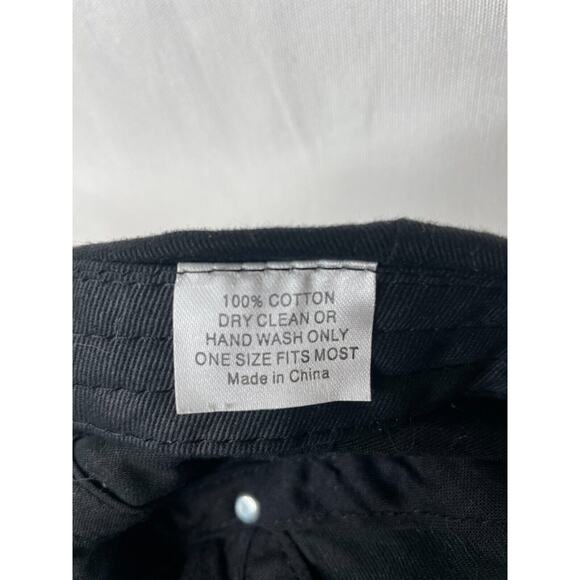 100% COTTON
DRY CLEAN OR
HAND WASH ONLY
ONE SIZE FITS MOST
Made in China